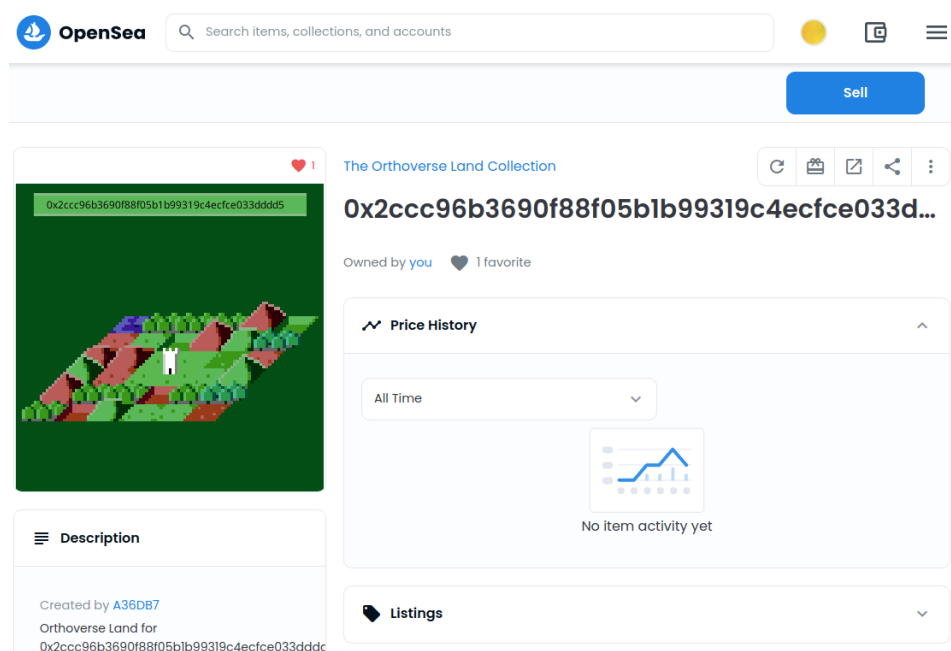 OpenSea
Search items, collections, and accounts
Sell
1
0x2ccc96b3690f88f05b1b99319c4ecfce033dddd5
The Orthoverse Land Collection
0x2ccc96b3690f88f05b1b99319c4ecfce033d...
Owned by you
1 favorite
Price History
All Time
No item activity yet
Listings
Description
Created by A36DB7
Orthoverse Land for
0x2ccc96b3690f88f05b1b99319c4ecfce033dddd